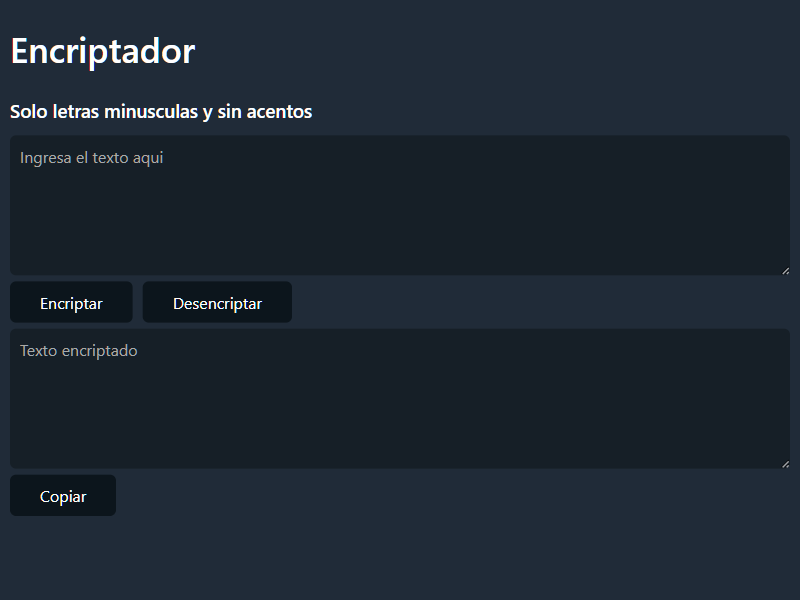 Encriptador
Solo letras minusculas y sin acentos
Ingresa el texto aqui
Encriptar Desencriptar
Texto encriptado
Copiar